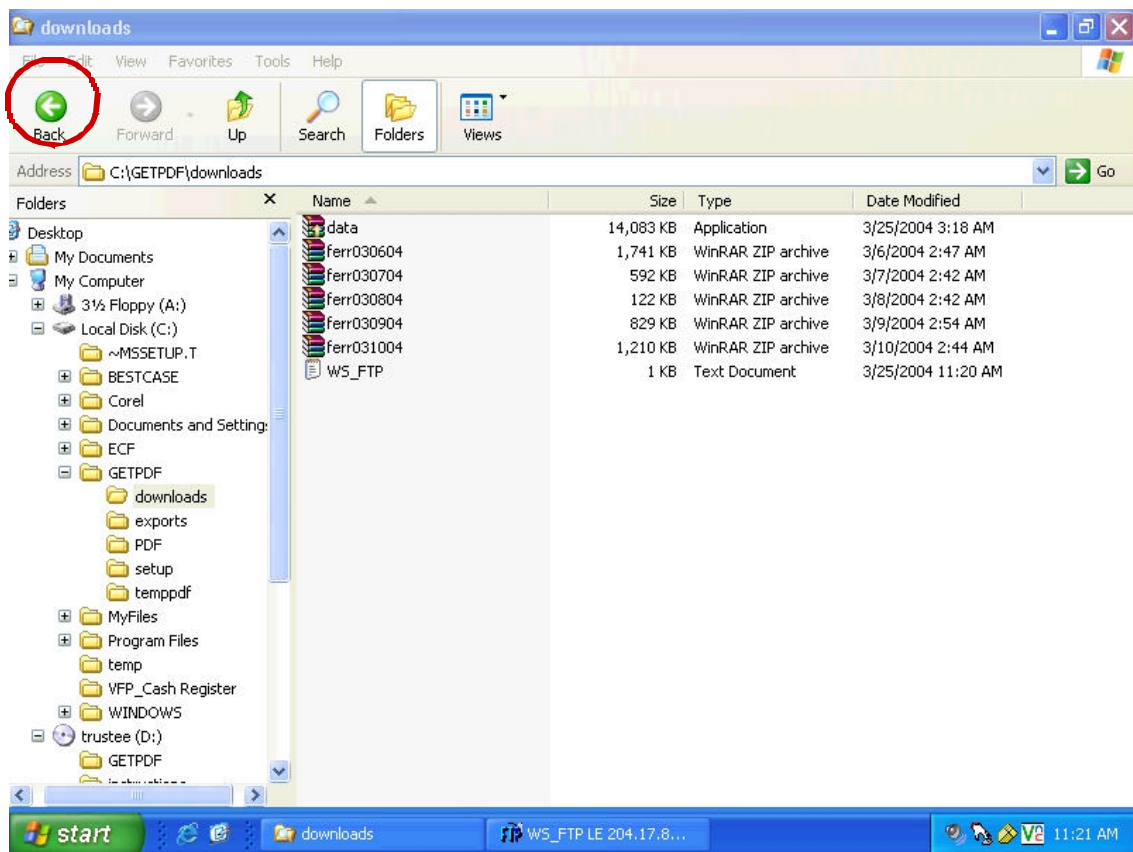 downloads
File Edit View Favorites Tools Help
Back Forward Up Search Folders Views
Address C:\GETPDF\downloads Go
Folders × Name Size Type Date Modified
Desktop
My Documents
My Computer
3½ Floppy (A:)
Local Disk (C:)
~MSSETUP.T
BESTCASE
Corel
Documents and Setting
ECF
GETPDF
downloads
exports
PDF
setup
temppdf
MyFiles
Program Files
temp
VFP_Cash Register
WINDOWS
trustee (D:)
GETPDF
data 14,083 KB Application 3/25/2004 3:18 AM
ferr030604 1,741 KB WinRAR ZIP archive 3/6/2004 2:47 AM
ferr030704 592 KB WinRAR ZIP archive 3/7/2004 2:42 AM
ferr030804 122 KB WinRAR ZIP archive 3/8/2004 2:42 AM
ferr030904 829 KB WinRAR ZIP archive 3/9/2004 2:54 AM
ferr031004 1,210 KB WinRAR ZIP archive 3/10/2004 2:44 AM
WS_FTP 1 KB Text Document 3/25/2004 11:20 AM
start downloads WS_FTP LE 204.17.8... 11:21 AM